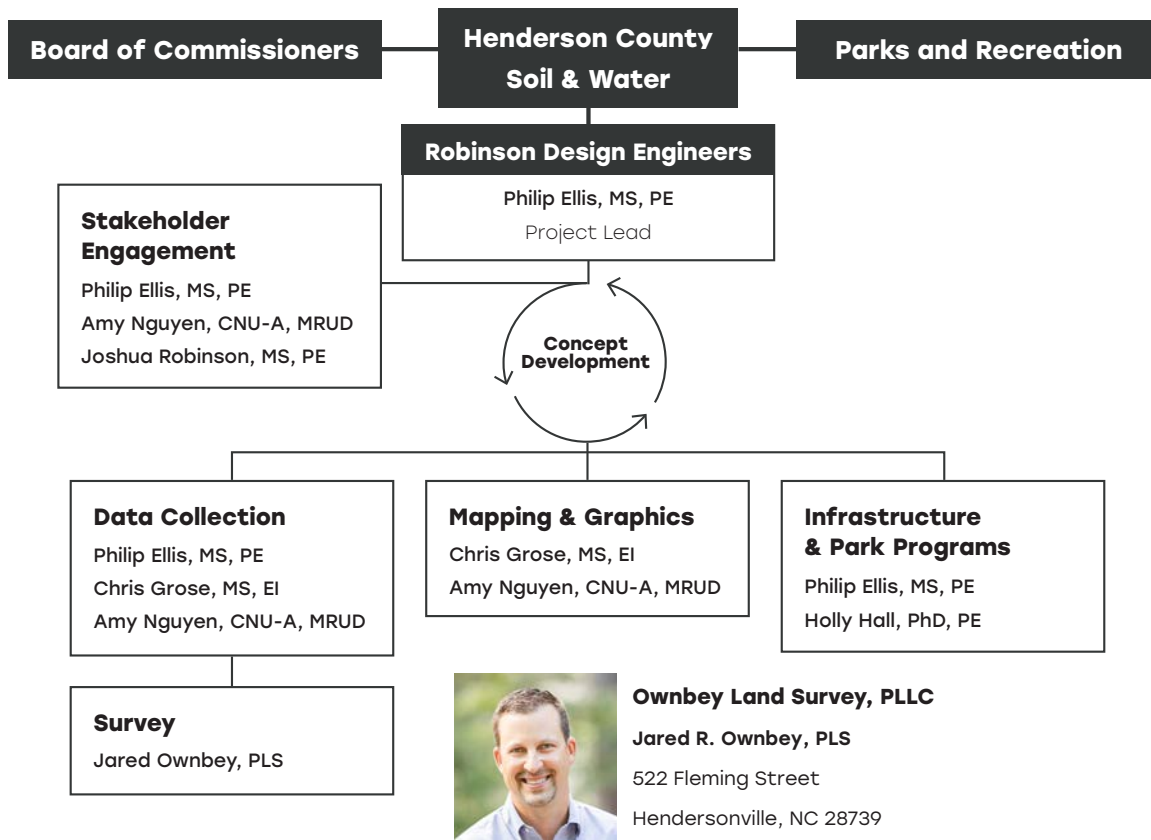 Board of Commissioners
Henderson County
Soil & Water
Parks and Recreation
Robinson Design Engineers
Philip Ellis, MS, PE
Project Lead
Stakeholder
Engagement
Philip Ellis, MS, PE
Amy Nguyen, CNU-A, MRUD
Joshua Robinson, MS, PE
Concept
Development
Data Collection
Philip Ellis, MS, PE
Chris Grose, MS, EI
Amy Nguyen, CNU-A, MRUD
Mapping & Graphics
Chris Grose, MS, EI
Amy Nguyen, CNU-A, MRUD
Infrastructure
& Park Programs
Philip Ellis, MS, PE
Holly Hall, PhD, PE
Survey
Jared Ownbey, PLS
Ownbey Land Survey, PLLC
Jared R. Ownbey, PLS
522 Fleming Street
Hendersonville, NC 28739